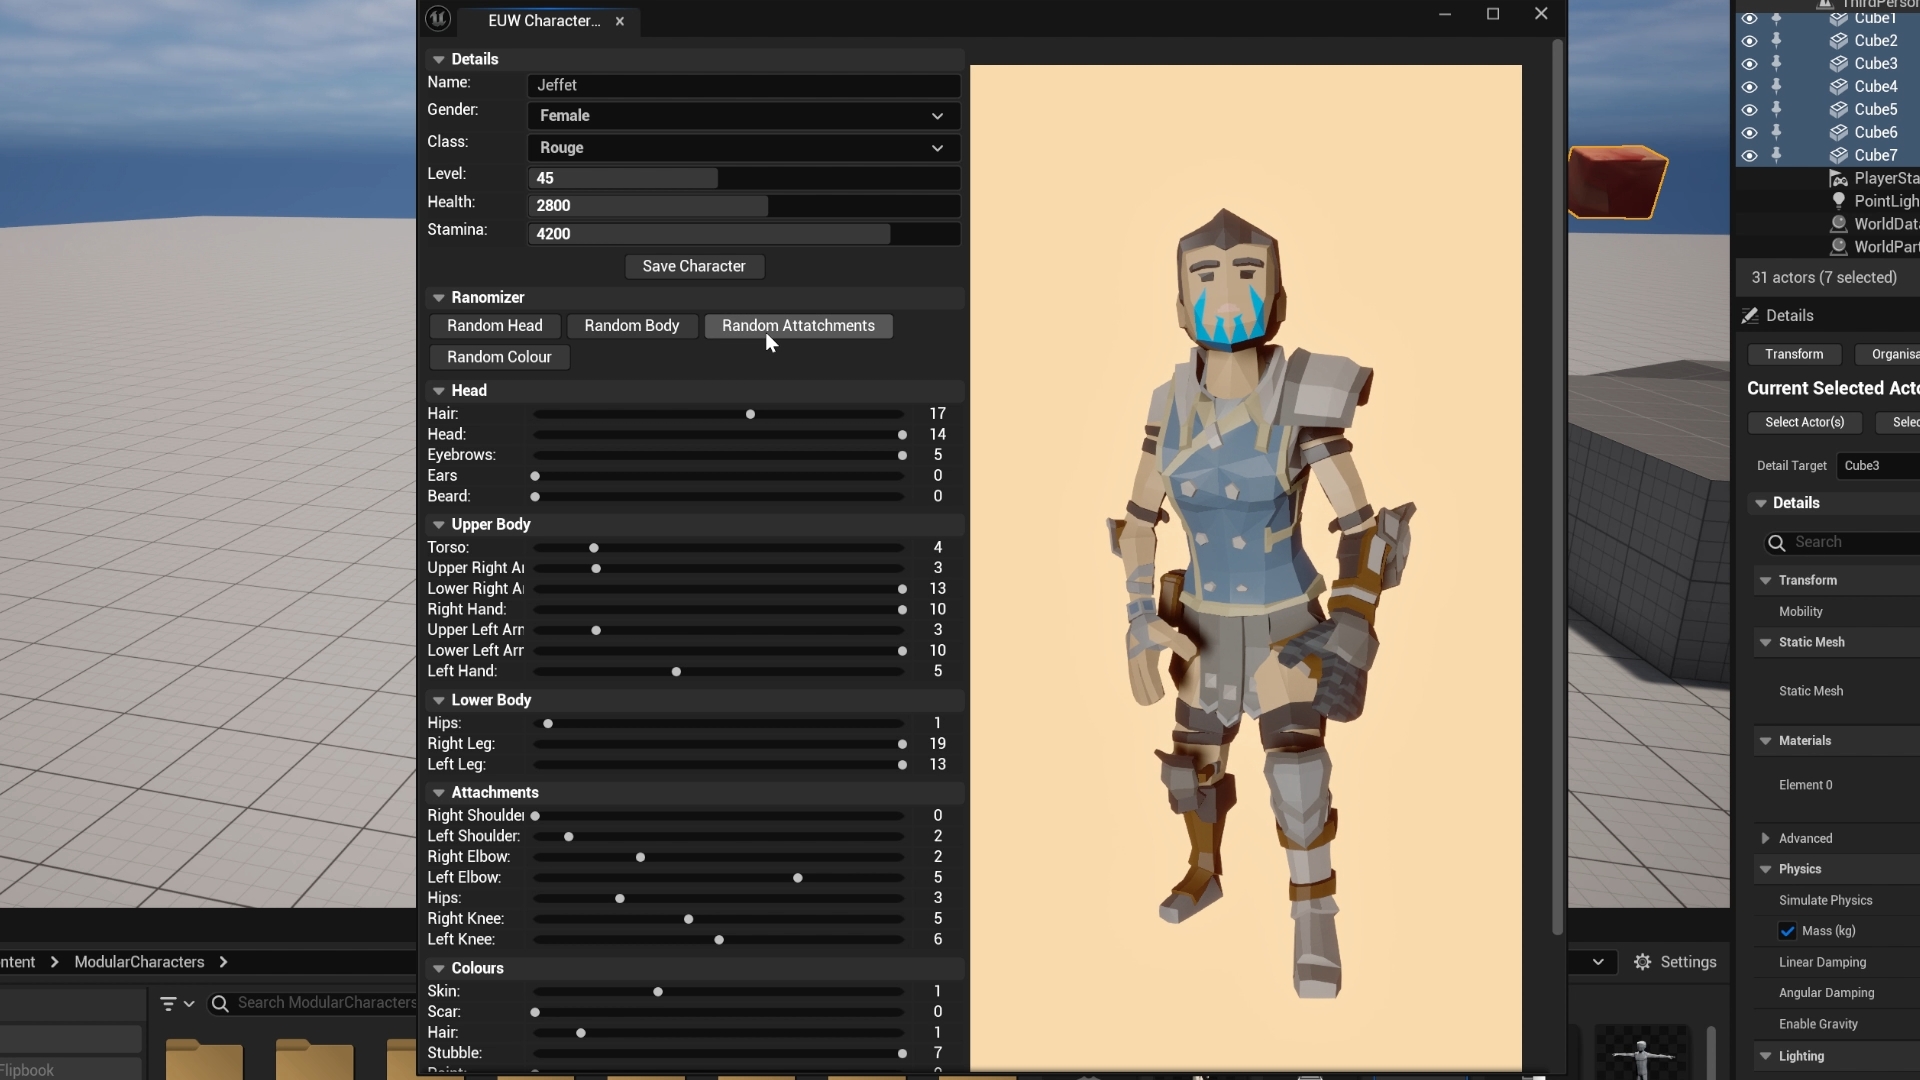 EUW Character...
Details
Name:
Jeffet
Gender:
Female
Class:
Rouge
Level:
45
Health:
2800
Stamina:
4200
Save Character
Ranomizer
Random Head
Random Body
Random Attatchments
Random Colour
Head
Hair:
17
Head:
14
Eyebrows:
5
Ears
0
Beard:
0
Upper Body
Torso:
4
Upper Right Ar
3
Lower Right Ar
13
Right Hand:
10
Upper Left Arn
3
Lower Left Arr
10
Left Hand:
5
Lower Body
Hips:
1
Right Leg:
19
Left Leg:
13
Attachments
Right Shoulder
0
Left Shoulder:
2
Right Elbow:
2
Left Elbow:
5
Hips:
3
Right Knee:
5
Left Knee:
6
Colours
Skin:
1
Scar:
0
Hair:
1
Stubble:
7
ThirdPerson
Cube1
Cube2
Cube3
Cube4
Cube5
Cube6
Cube7
PlayerSta
PointLigh
WorldData
WorldPart
31 actors (7 selected)
Details
Transform
Organisa
Current Selected Acto
Select Actor(s)
Selec
Detail Target
Cube3
Details
Search
Transform
Mobility
Static Mesh
Static Mesh
Materials
Element 0
Advanced
Physics
Simulate Physics
Mass (kg)
Linear Damping
Angular Damping
Enable Gravity
Lighting
ntent
ModularCharacters
Search ModularCharacters
Flipbook
Settings